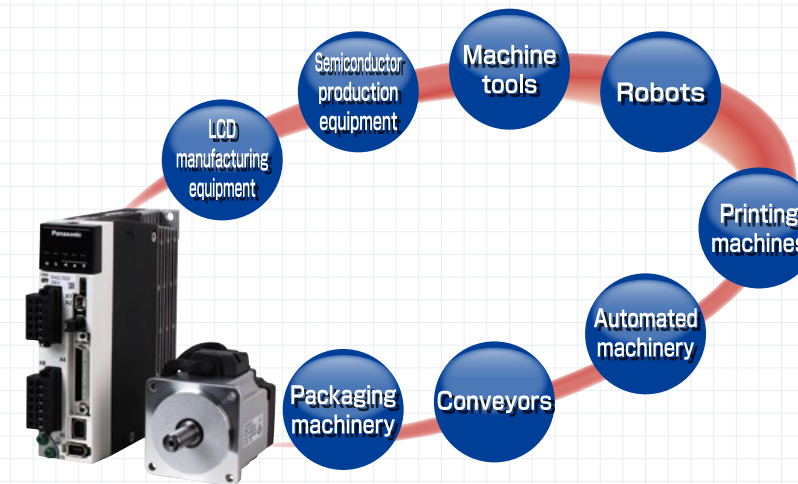 Semiconductor
production
equipment
Machine
tools
Robots
LCD
manufacturing
equipment
Printing
machines
Panasonic
Automated
machinery
Packaging
machinery
Conveyors